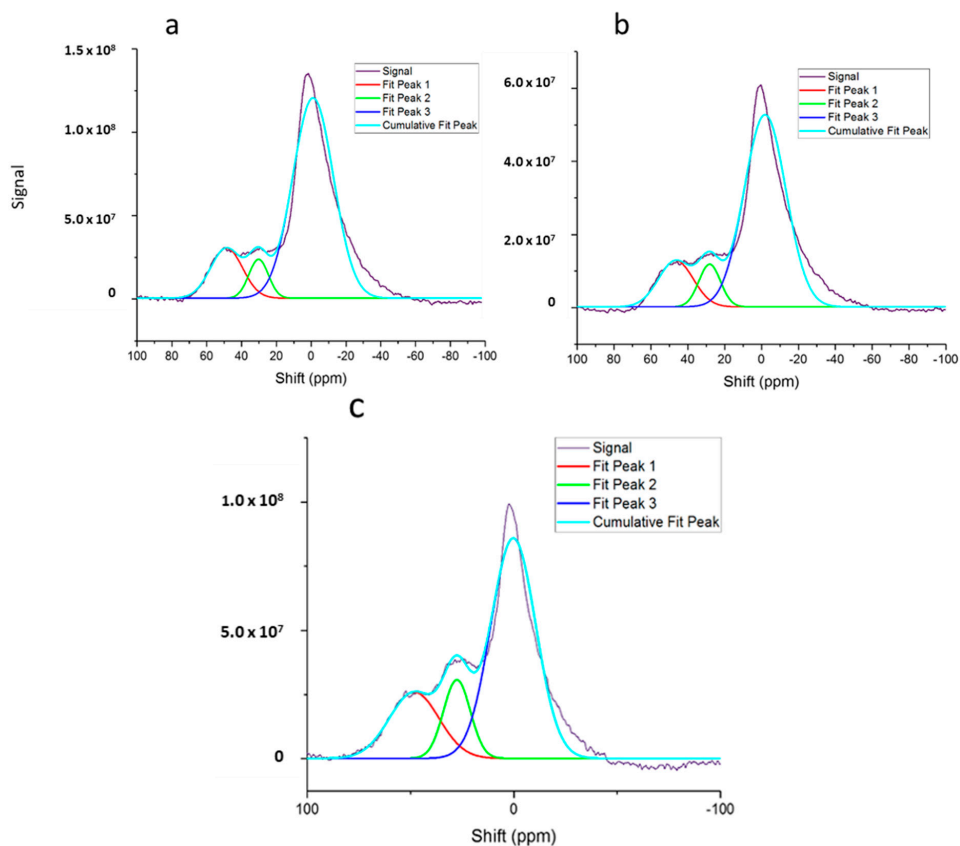 a
1.5 x 10⁸
1.0 x 10⁸
5.0 x 10⁷
0
Signal
Signal
Fit Peak 1
Fit Peak 2
Fit Peak 3
Cumulative Fit Peak
100 80 60 40 20 0 -20 -40 -60 -80 -100
Shift (ppm)
b
6.0 x 10⁷
4.0 x 10⁷
2.0 x 10⁷
0
Signal
Fit Peak 1
Fit Peak 2
Fit Peak 3
Cumulative Fit Peak
100 80 60 40 20 0 -20 -40 -60 -80 -100
Shift (ppm)
c
1.0 x 10⁸
5.0 x 10⁷
0
Signal
Fit Peak 1
Fit Peak 2
Fit Peak 3
Cumulative Fit Peak
100 0 -100
Shift (ppm)